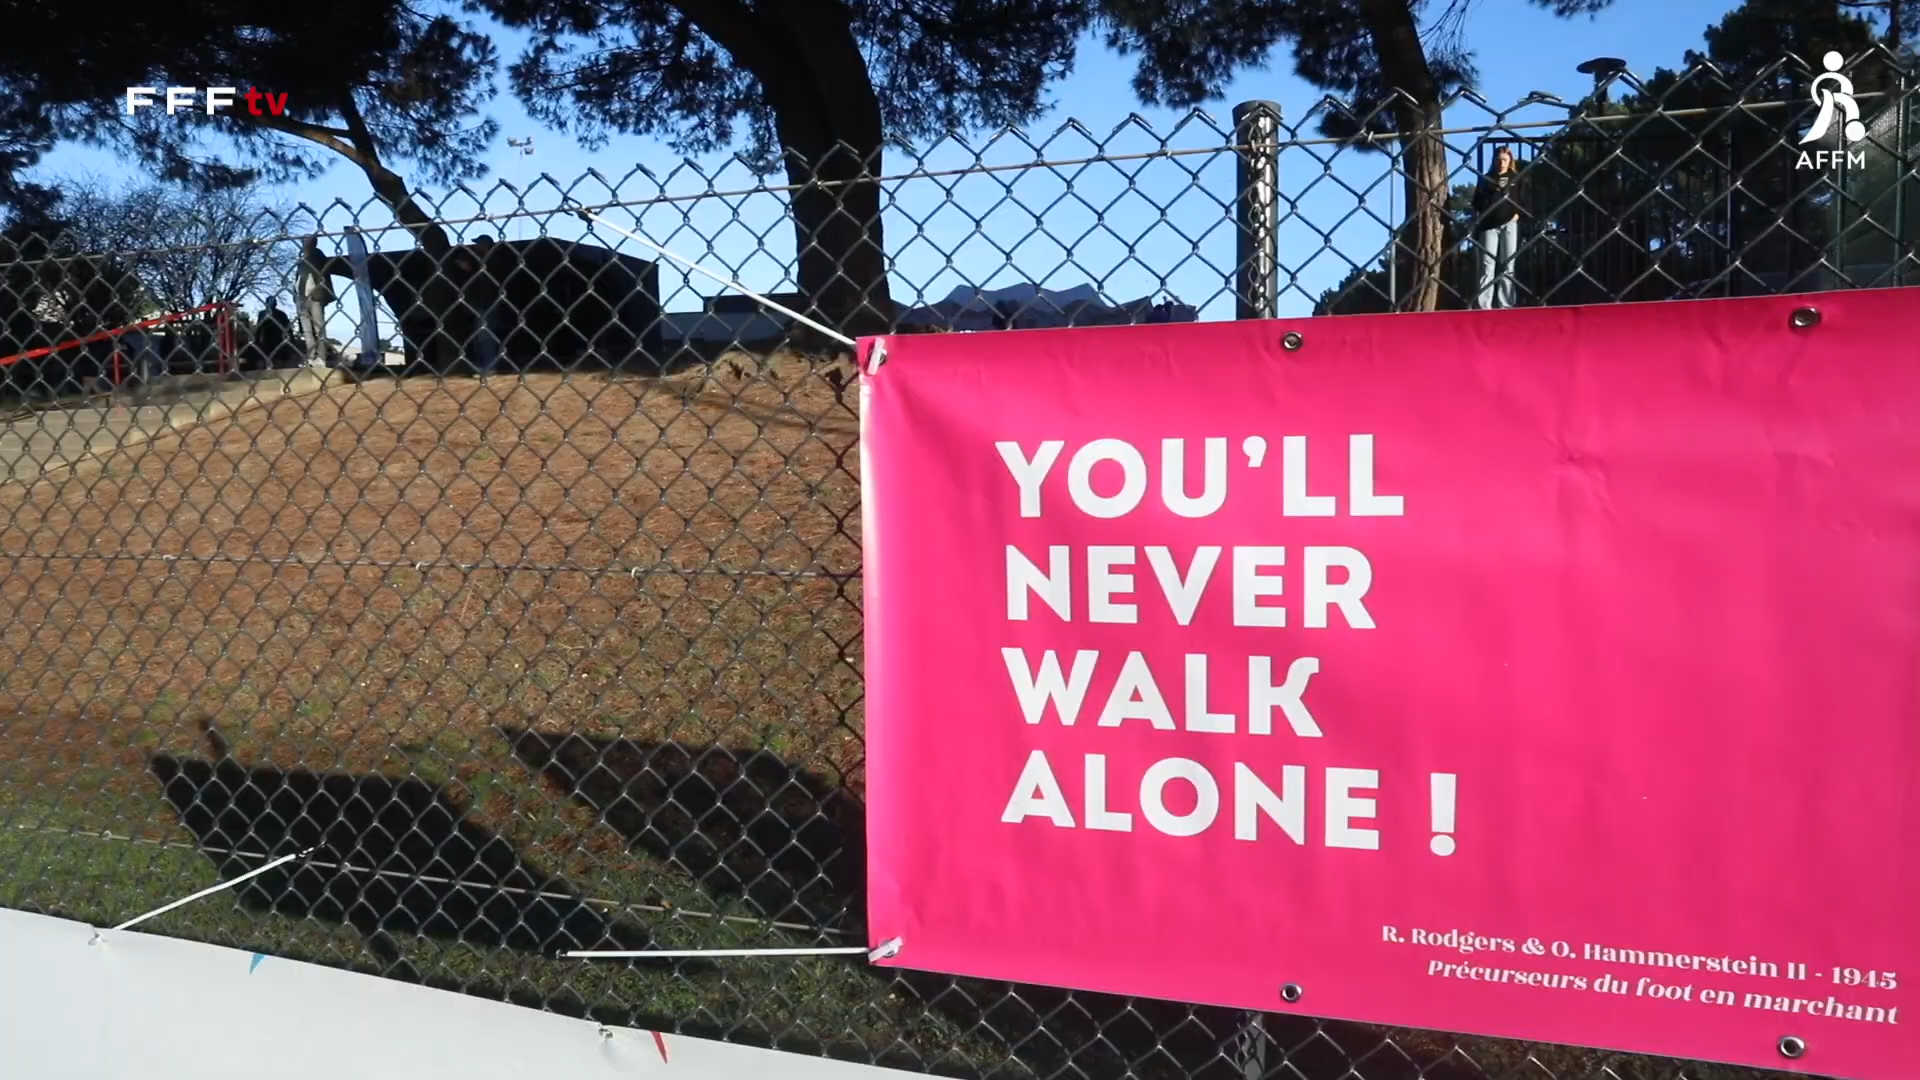 FFFtv
AFFM
YOU'LL
NEVER
WALK
ALONE !
R. Rodgers & O. Hammerstein II - 1945
Précurseurs du foot en marchant